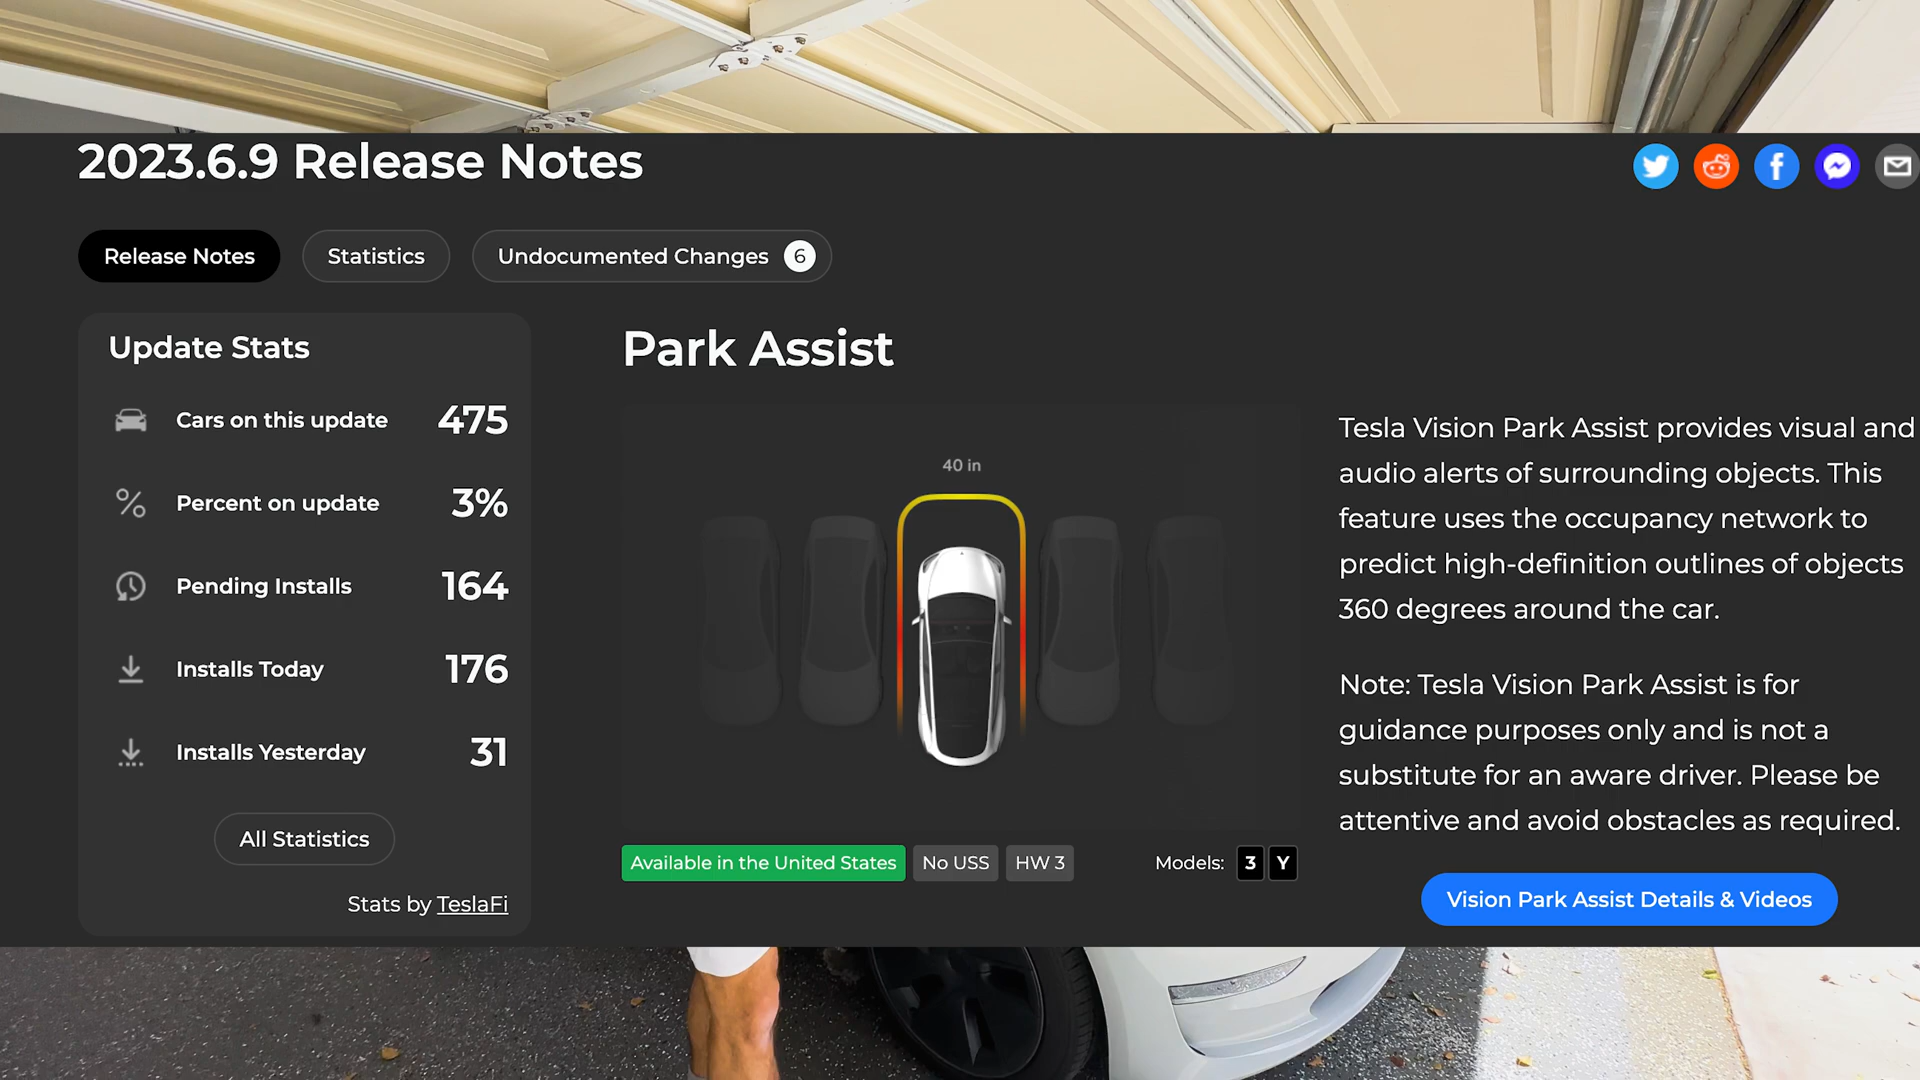 2023.6.9 Release Notes
Release Notes
Statistics
Undocumented Changes 6
Update Stats
Cars on this update 475
Percent on update 3%
Pending Installs 164
Installs Today 176
Installs Yesterday 31
All Statistics
Stats by TeslaFi
Park Assist
40 in
Available in the United States
No USS
HW 3
Models: 3 Y
Tesla Vision Park Assist provides visual and
audio alerts of surrounding objects. This
feature uses the occupancy network to
predict high-definition outlines of objects
360 degrees around the car.
Note: Tesla Vision Park Assist is for
guidance purposes only and is not a
substitute for an aware driver. Please be
attentive and avoid obstacles as required.
Vision Park Assist Details & Videos